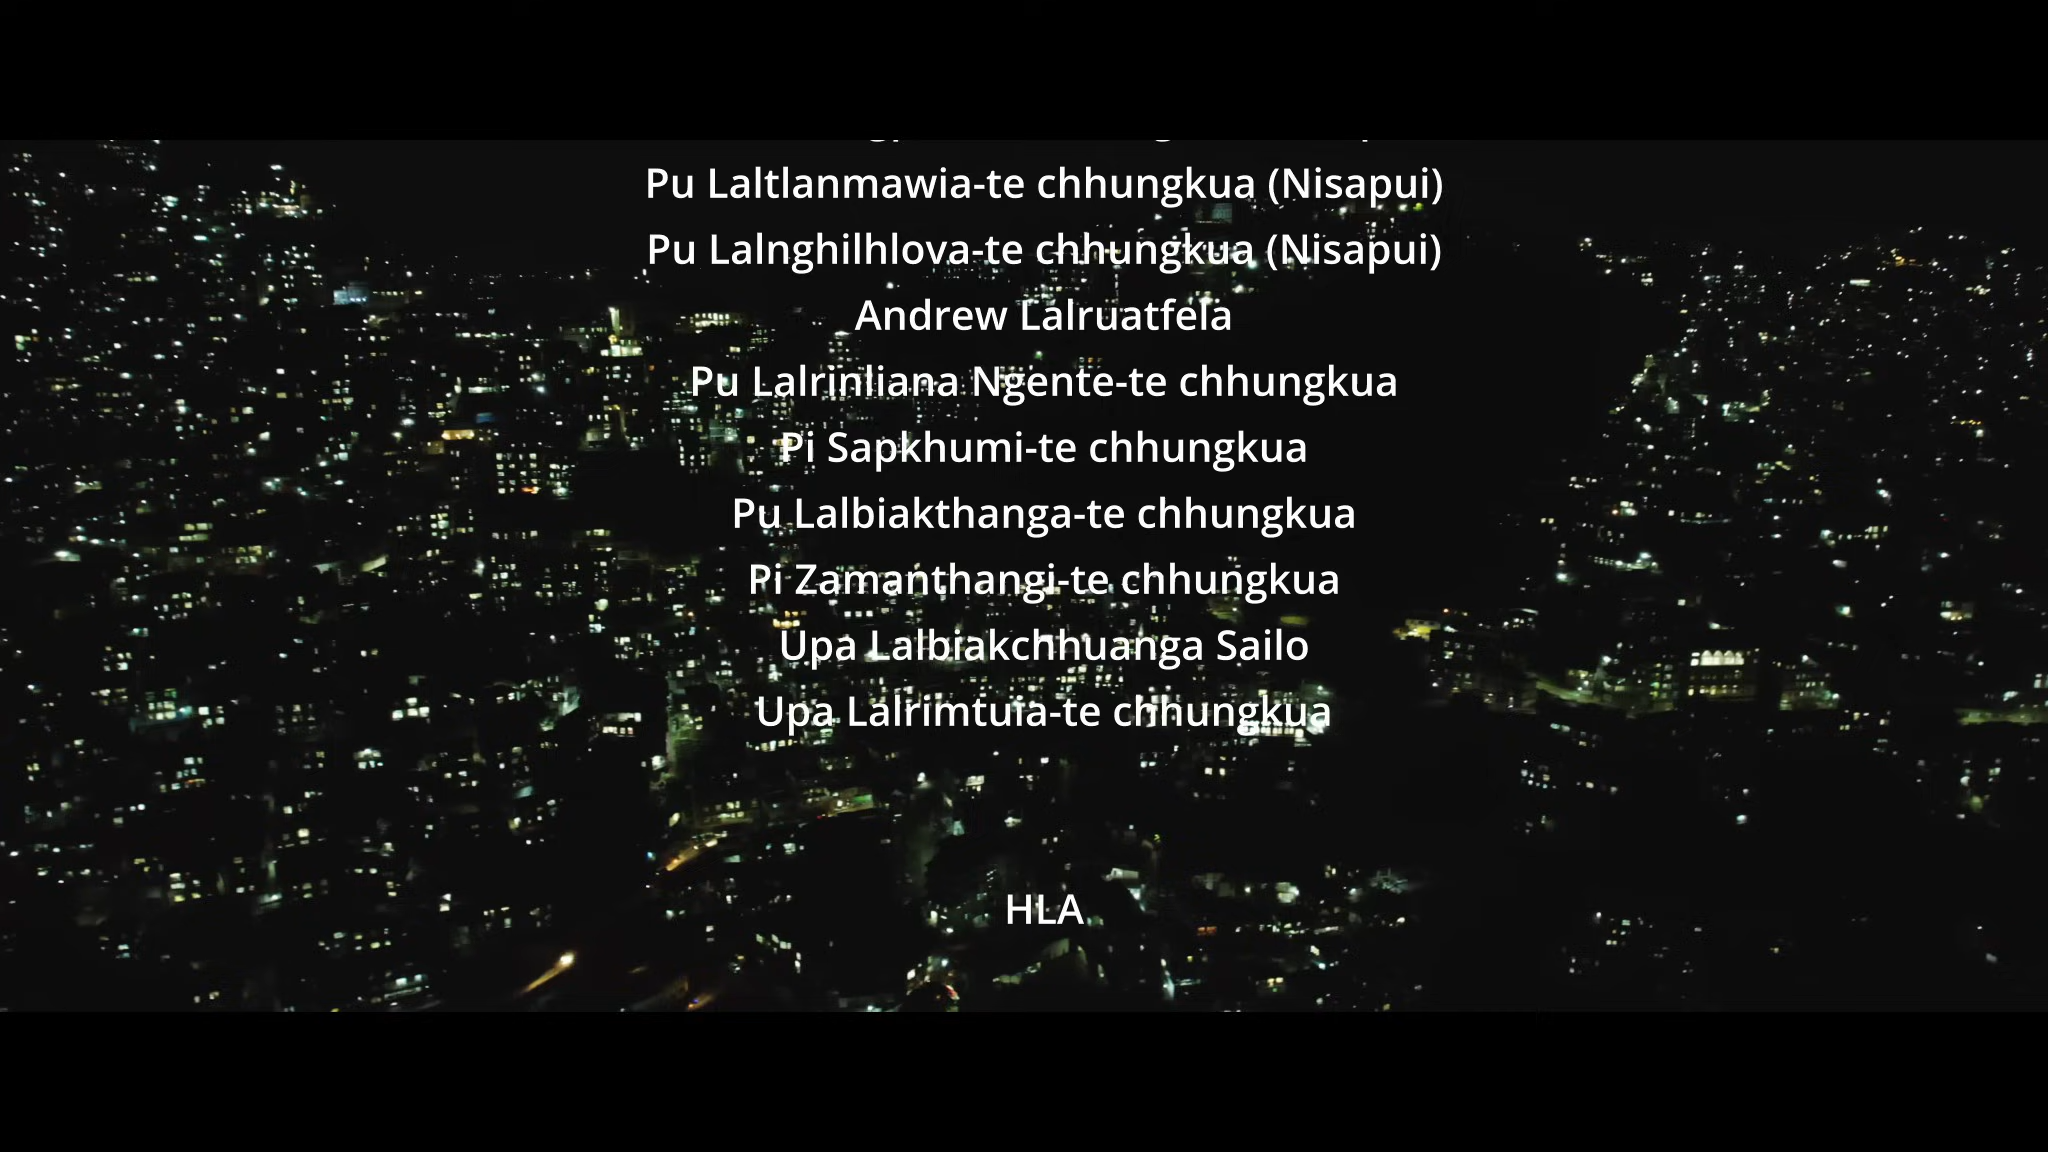 Pu Laltlanmawia-te chhungkua (Nisapui)
Pu Lalnghilhlova-te chhungkua (Nisapui)
Andrew Lalruatfela
Pu Lalrinliana Ngente-te chhungkua
Pi Sapkhumi-te chhungkua
Pu Lalbiakthanga-te chhungkua
Pi Zamanthangi-te chhungkua
Upa Lalbiakchhuanga Sailo
Upa Lalrimtuia-te chhungkua
HLA